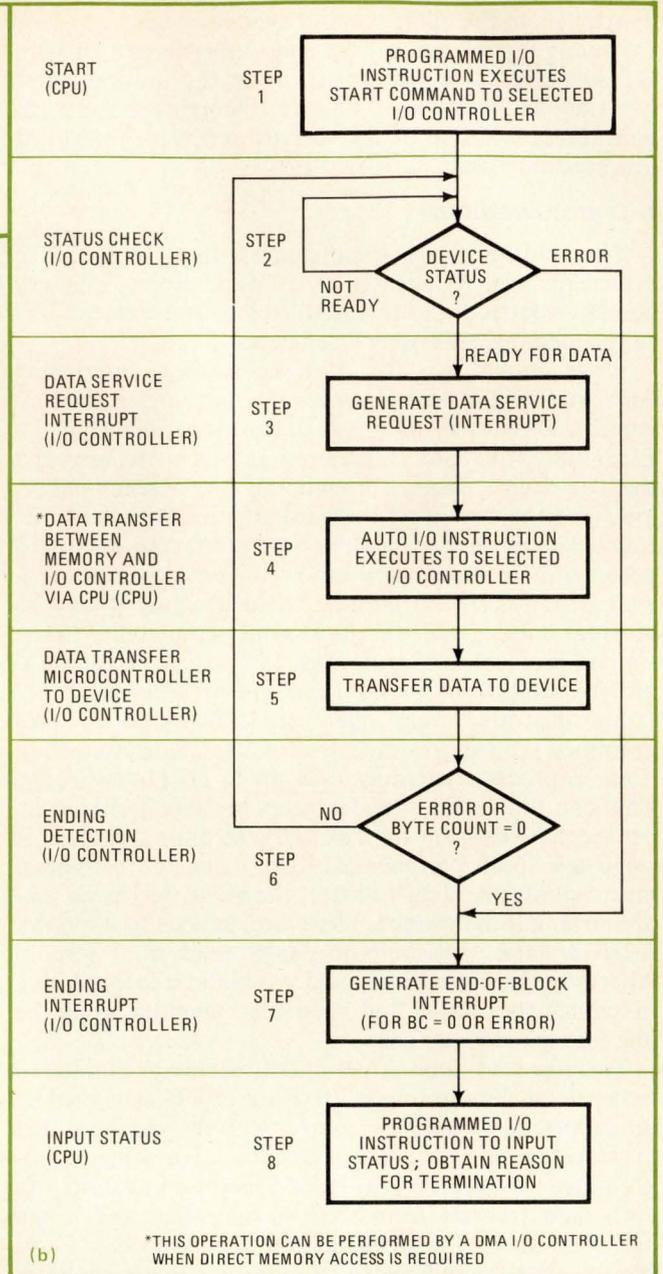 START
(CPU)
STEP
1
PROGRAMMED I/O
INSTRUCTION EXECUTES
START COMMAND TO SELECTED
I/O CONTROLLER
STATUS CHECK
(I/O CONTROLLER)
STEP
2
DEVICE
STATUS
?
NOT
READY
ERROR
READY FOR DATA
DATA SERVICE
REQUEST
INTERRUPT
(I/O CONTROLLER)
STEP
3
GENERATE DATA SERVICE
REQUEST (INTERRUPT)
*DATA TRANSFER
BETWEEN
MEMORY AND
I/O CONTROLLER
VIA CPU (CPU)
STEP
4
AUTO I/O INSTRUCTION
EXECUTES TO SELECTED
I/O CONTROLLER
DATA TRANSFER
MICROCONTROLLER
TO DEVICE
(I/O CONTROLLER)
STEP
5
TRANSFER DATA TO DEVICE
ENDING
DETECTION
(I/O CONTROLLER)
STEP
6
NO
ERROR OR
BYTE COUNT = 0
?
YES
ENDING
INTERRUPT
(I/O CONTROLLER)
STEP
7
GENERATE END-OF-BLOCK
INTERRUPT
(FOR BC = 0 OR ERROR)
INPUT STATUS
(CPU)
STEP
8
PROGRAMMED I/O
INSTRUCTION TO INPUT
STATUS; OBTAIN REASON
FOR TERMINATION
(b)
*THIS OPERATION CAN BE PERFORMED BY A DMA I/O CONTROLLER
WHEN DIRECT MEMORY ACCESS IS REQUIRED